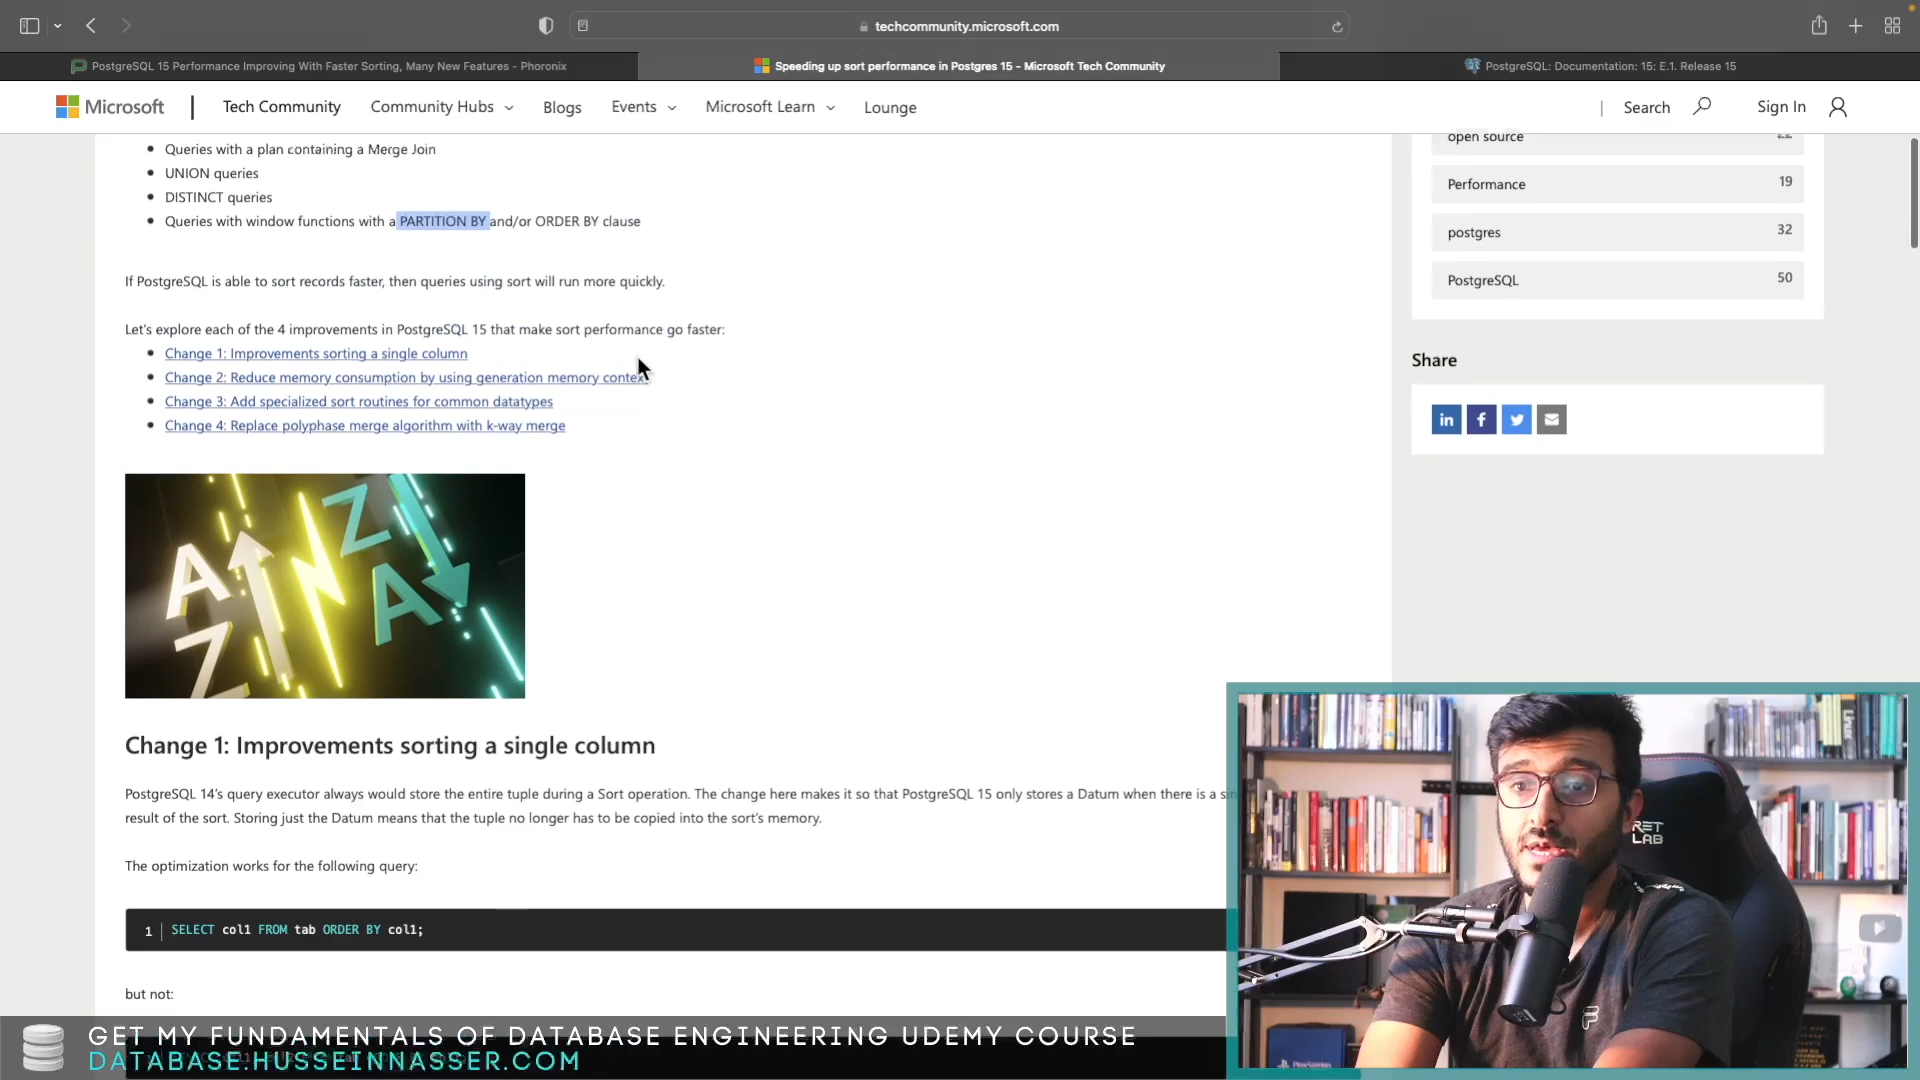 techcommunity.microsoft.com
PostgreSQL 15 Performance Improving With Faster Sorting, Many New Features - Phoronix
Speeding up sort performance in Postgres 15 - Microsoft Tech Community
PostgreSQL: Documentation: 15: E.1. Release 15
Microsoft
Tech Community
Community Hubs
Blogs
Events
Microsoft Learn
Lounge
Search
Sign In
Queries with a plan containing a Merge Join
UNION queries
DISTINCT queries
Queries with window functions with a PARTITION BY and/or ORDER BY clause
If PostgreSQL is able to sort records faster, then queries using sort will run more quickly.
Let's explore each of the 4 improvements in PostgreSQL 15 that make sort performance go faster:
Change 1: Improvements sorting a single column
Change 2: Reduce memory consumption by using generation memory context
Change 3: Add specialized sort routines for common datatypes
Change 4: Replace polyphase merge algorithm with k-way merge
open source 22
Performance 19
postgres 32
PostgreSQL 50
Share
A
Z
Z
A
Change 1: Improvements sorting a single column
PostgreSQL 14's query executor always would store the entire tuple during a Sort operation. The change here makes it so that PostgreSQL 15 only stores a Datum when there is a sin
result of the sort. Storing just the Datum means that the tuple no longer has to be copied into the sort's memory.
The optimization works for the following query:
1 SELECT col1 FROM tab ORDER BY col1;
but not:
RET
LAB
GET MY FUNDAMENTALS OF DATABASE ENGINEERING UDEMY COURSE
DATABASE.HUSSEINNASSER.COM